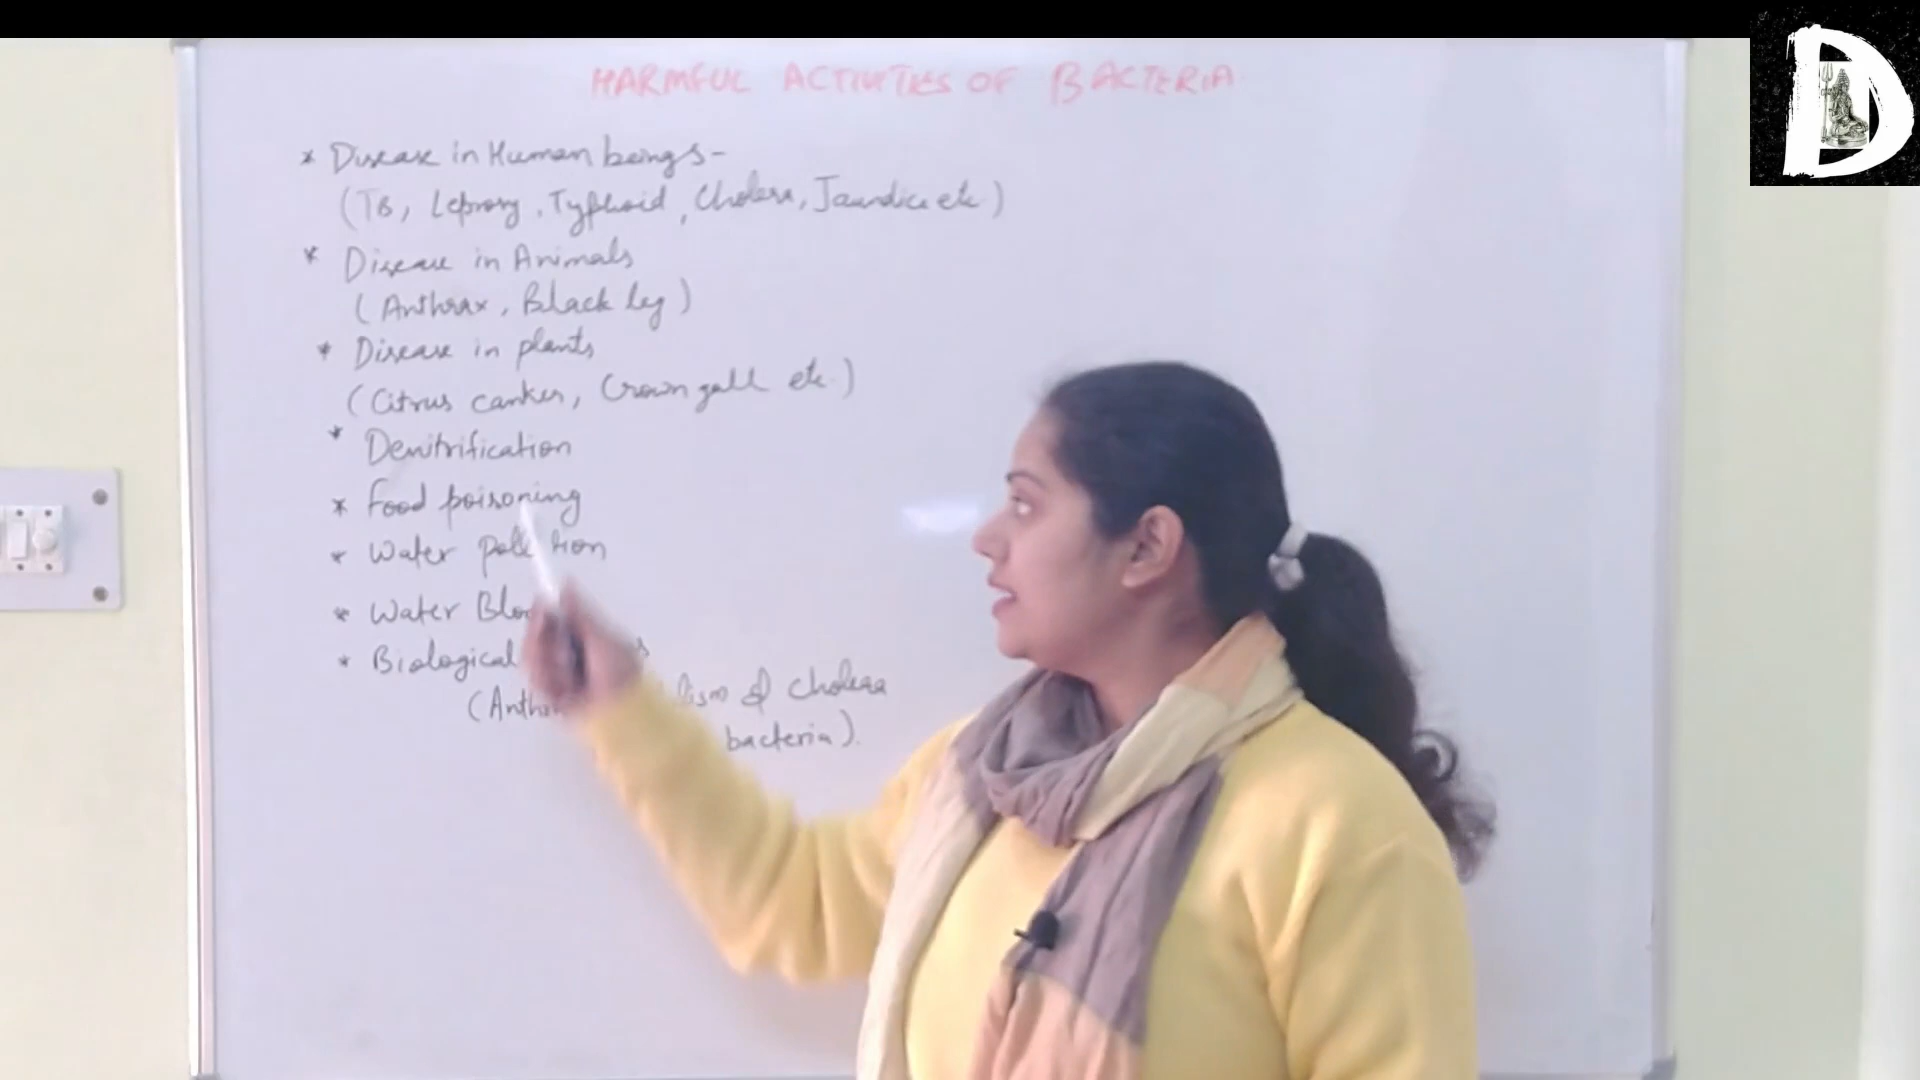 HARMFUL ACTIVITIES OF BACTERIA
* Disease in Human beings-
(TB, Leprosy, Typhoid, Cholera, Jaundice etc)
* Disease in Animals
(Anthrax, Black leg)
* Disease in plants
(Citrus canker, Crown gall etc.)
* Denitrification
* Food poisoning
* Water
* Water
* Biological
of cholera
bacteria).
D